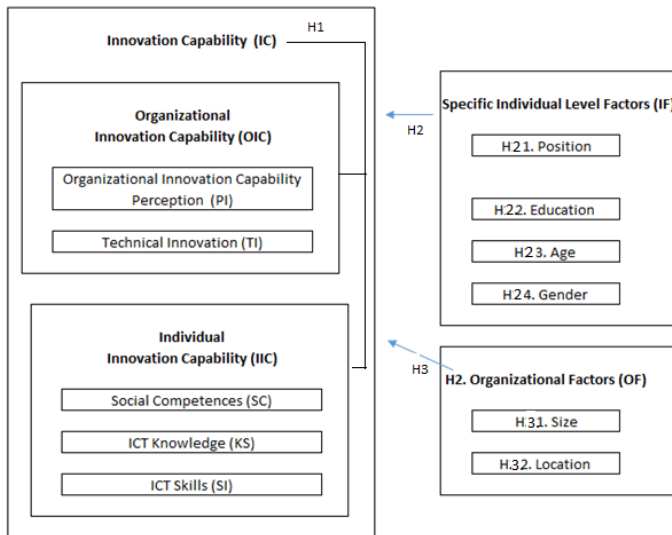 Innovation Capability (IC)
H1
Organizational
Innovation Capability (OIC)
Organizational Innovation Capability
Perception (PI)
Technical Innovation (TI)
Individual
Innovation Capability (IIC)
Social Competences (SC)
ICT Knowledge (KS)
ICT Skills (SI)
H2
Specific Individual Level Factors (IF)
H21. Position
H22. Education
H23. Age
H24. Gender
H3
H2. Organizational Factors (OF)
H31. Size
H32. Location